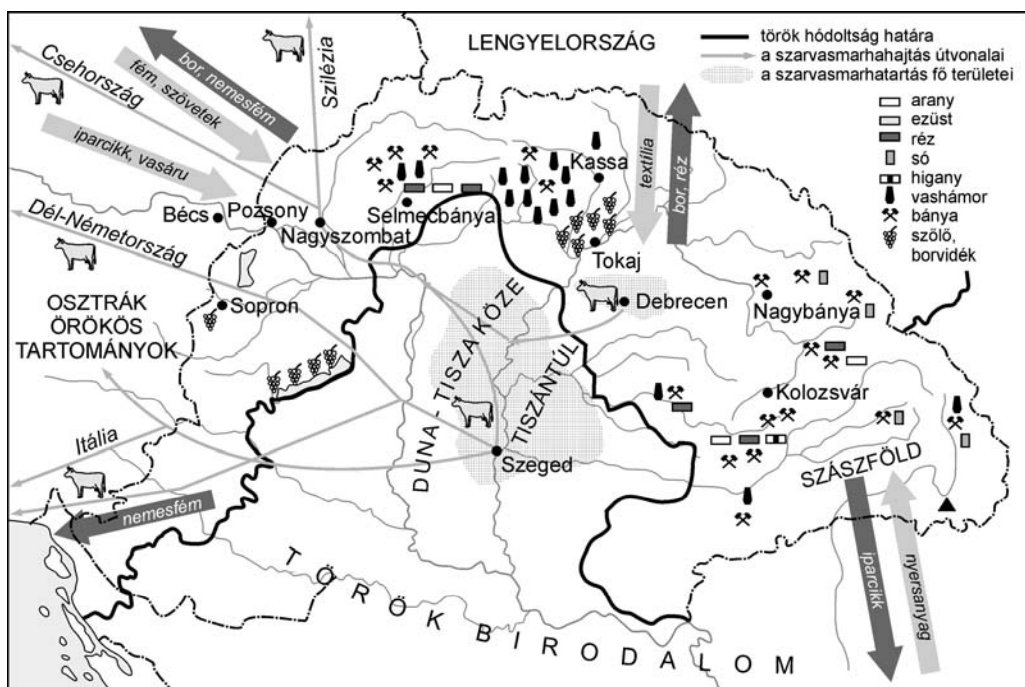 LENGYELORSZÁG
török hódoltság határa
a szarvasmarhahajtás útvonalai
a szarvasmarhatartás fő területei
arany
ezüst
réz
só
higany
vashámor
bánya
szőlő,
borvidék
Csehország
bor, nemesfém
fém, szövetek
iparcikk, vasáru
Szilézia
textília
bor, réz
Kassa
Bécs
Pozsony
Nagyszombat
Selmecbánya
Tokaj
Dél-Németország
Sopron
Debrecen
Nagybánya
OSZTRÁK
ÖRÖKÖS
TARTOMÁNYOK
DUNA-TISZA KÖZE
TISZÁNTÚL
Kolozsvár
Szeged
Itália
nemesfém
SZÁSZFÖLD
iparcikk
nyersanyag
TÖRÖK BIRODALOM